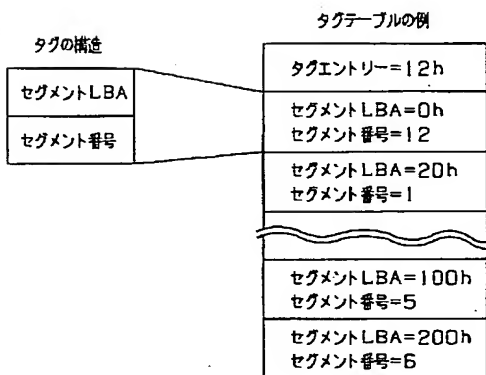 タグの構造
セグメントLBA
セグメント番号
タグテーブルの例
タグエントリー=12h
セグメントLBA=0h
セグメント番号=12
セグメントLBA=20h
セグメント番号=1
セグメントLBA=100h
セグメント番号=5
セグメントLBA=200h
セグメント番号=6